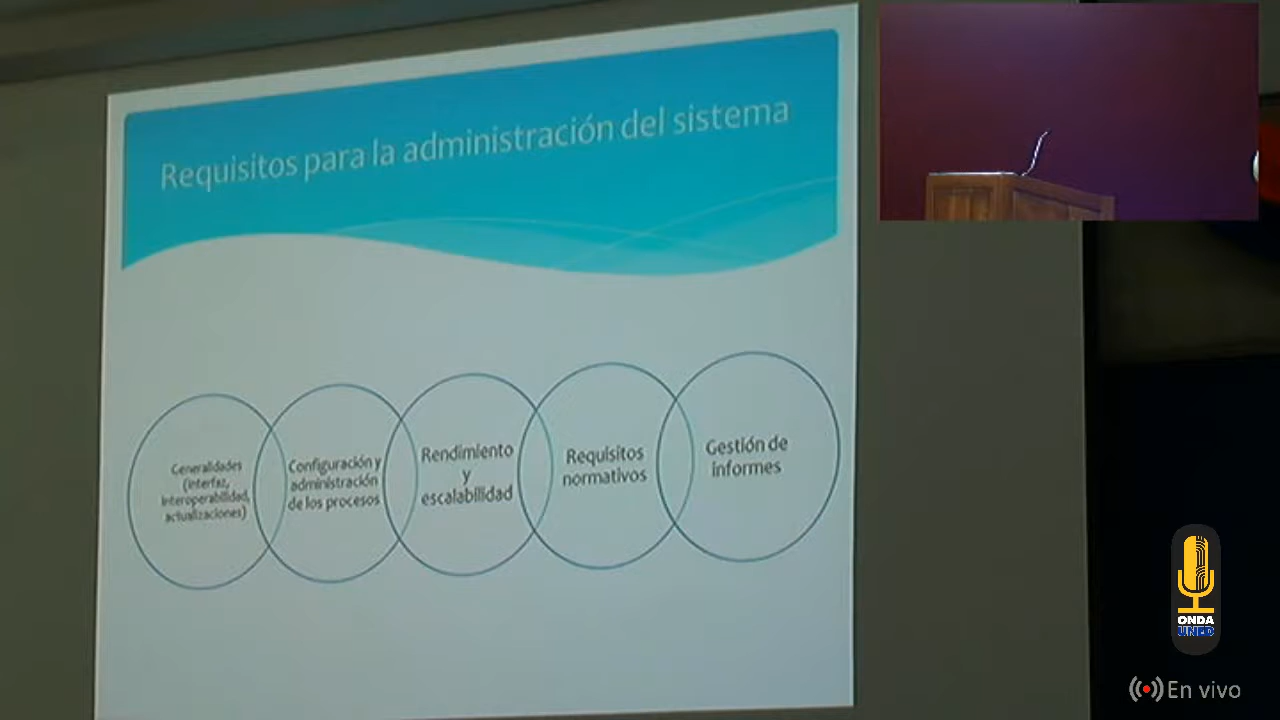 Requisitos para la administración del sistema
Generalidades
(interfaz,
interoperabilidad,
actualizaciones)
Configuración y
administración
de los procesos
Rendimiento
y
escalabilidad
Requisitos
normativos
Gestión de
informes
ONDA
UNED
En vivo